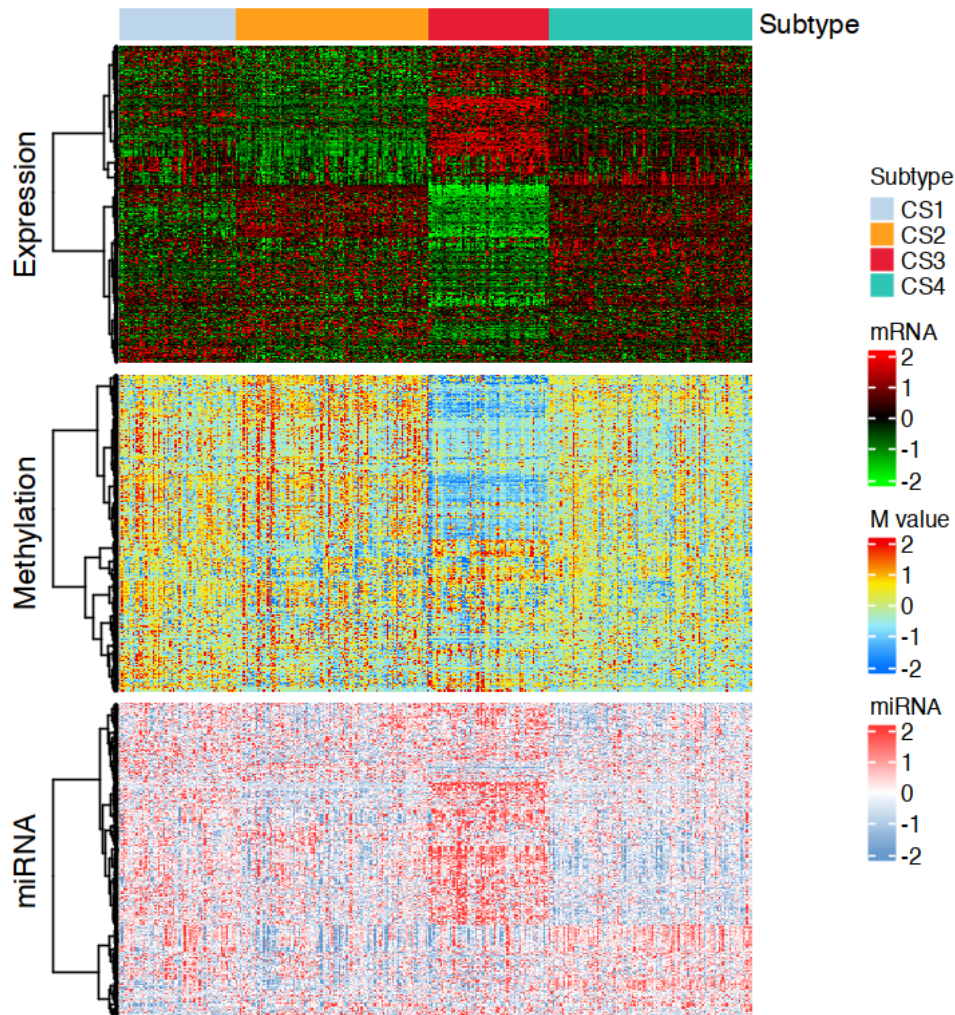 Subtype
Expression
Methylation
miRNA
Subtype
CS1
CS2
CS3
CS4
mRNA
2
1
0
-1
-2
M value
2
1
0
-1
-2
miRNA
2
1
0
-1
-2